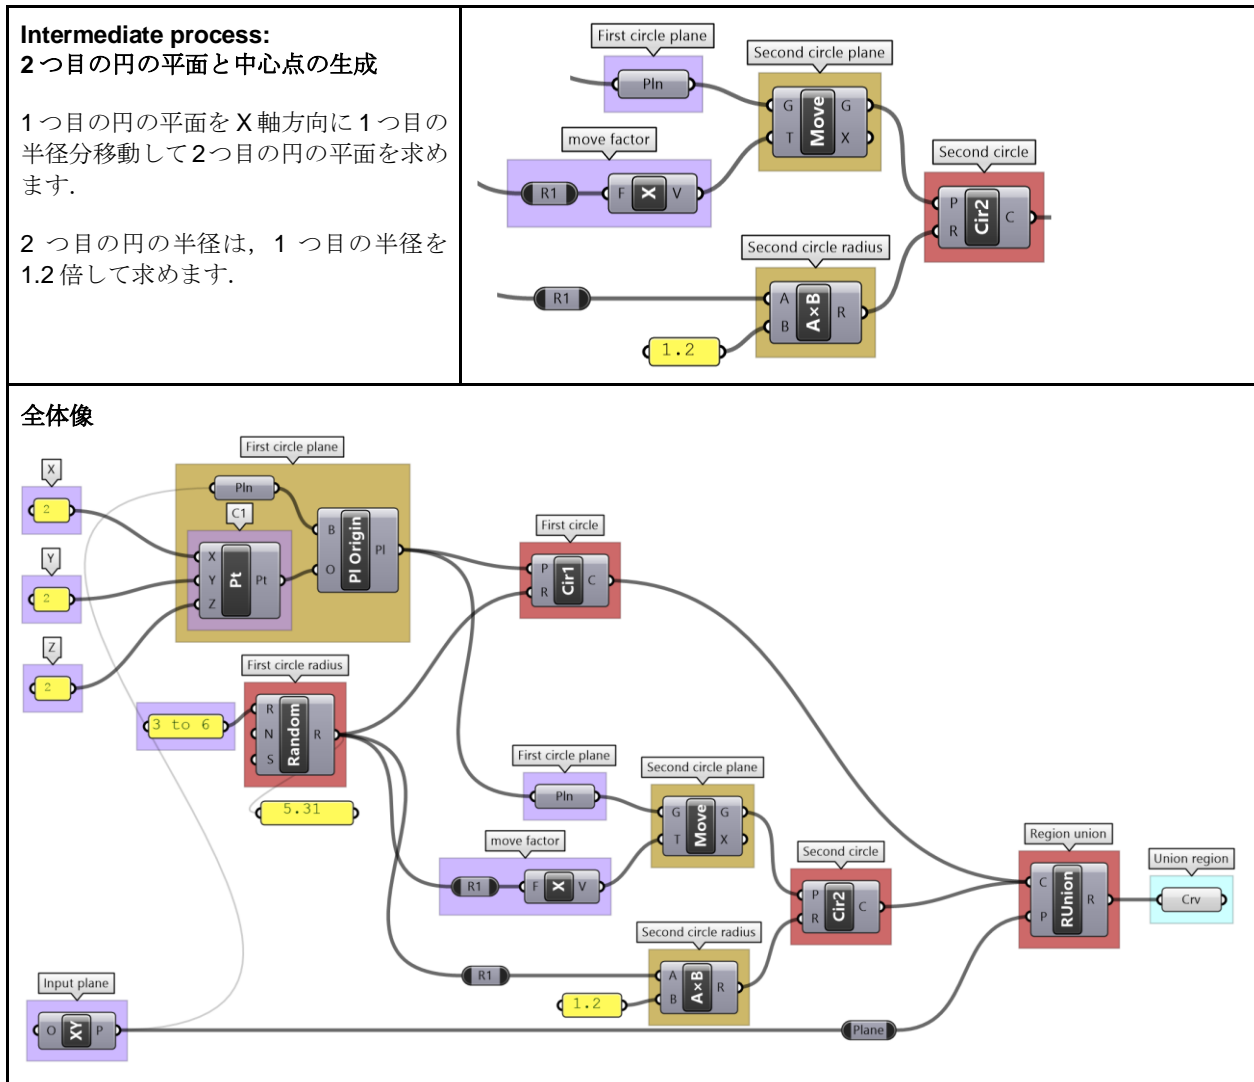 Intermediate process:
2つ目の円の平面と中心点の生成
1つ目の円の平面をX軸方向に1つ目の
半径分移動して2つ目の円の平面を求め
ます.
2 つ目の円の半径は, 1 つ目の半径を
1.2倍して求めます.
First circle plane
Pln
Second circle plane
G Move G
T X
move factor
R1
F X V
Second circle
P Cir2 C
R
Second circle radius
R1
A A×B R
B
1.2
全体像
X
2
Y
2
Z
2
First circle plane
Pln
C1
X Pt Pt
Y
Z
B Pl Origin Pl
O
First circle
P Cir1 C
R
First circle radius
3 to 6
R Random R
N
S
5.31
First circle plane
Pln
Second circle plane
G Move G
T X
move factor
R1
F X V
Second circle
P Cir2 C
R
Second circle radius
R1
A A×B R
B
1.2
Region union
C RUnion R
P
Union region
Crv
Input plane
O XY P
Plane